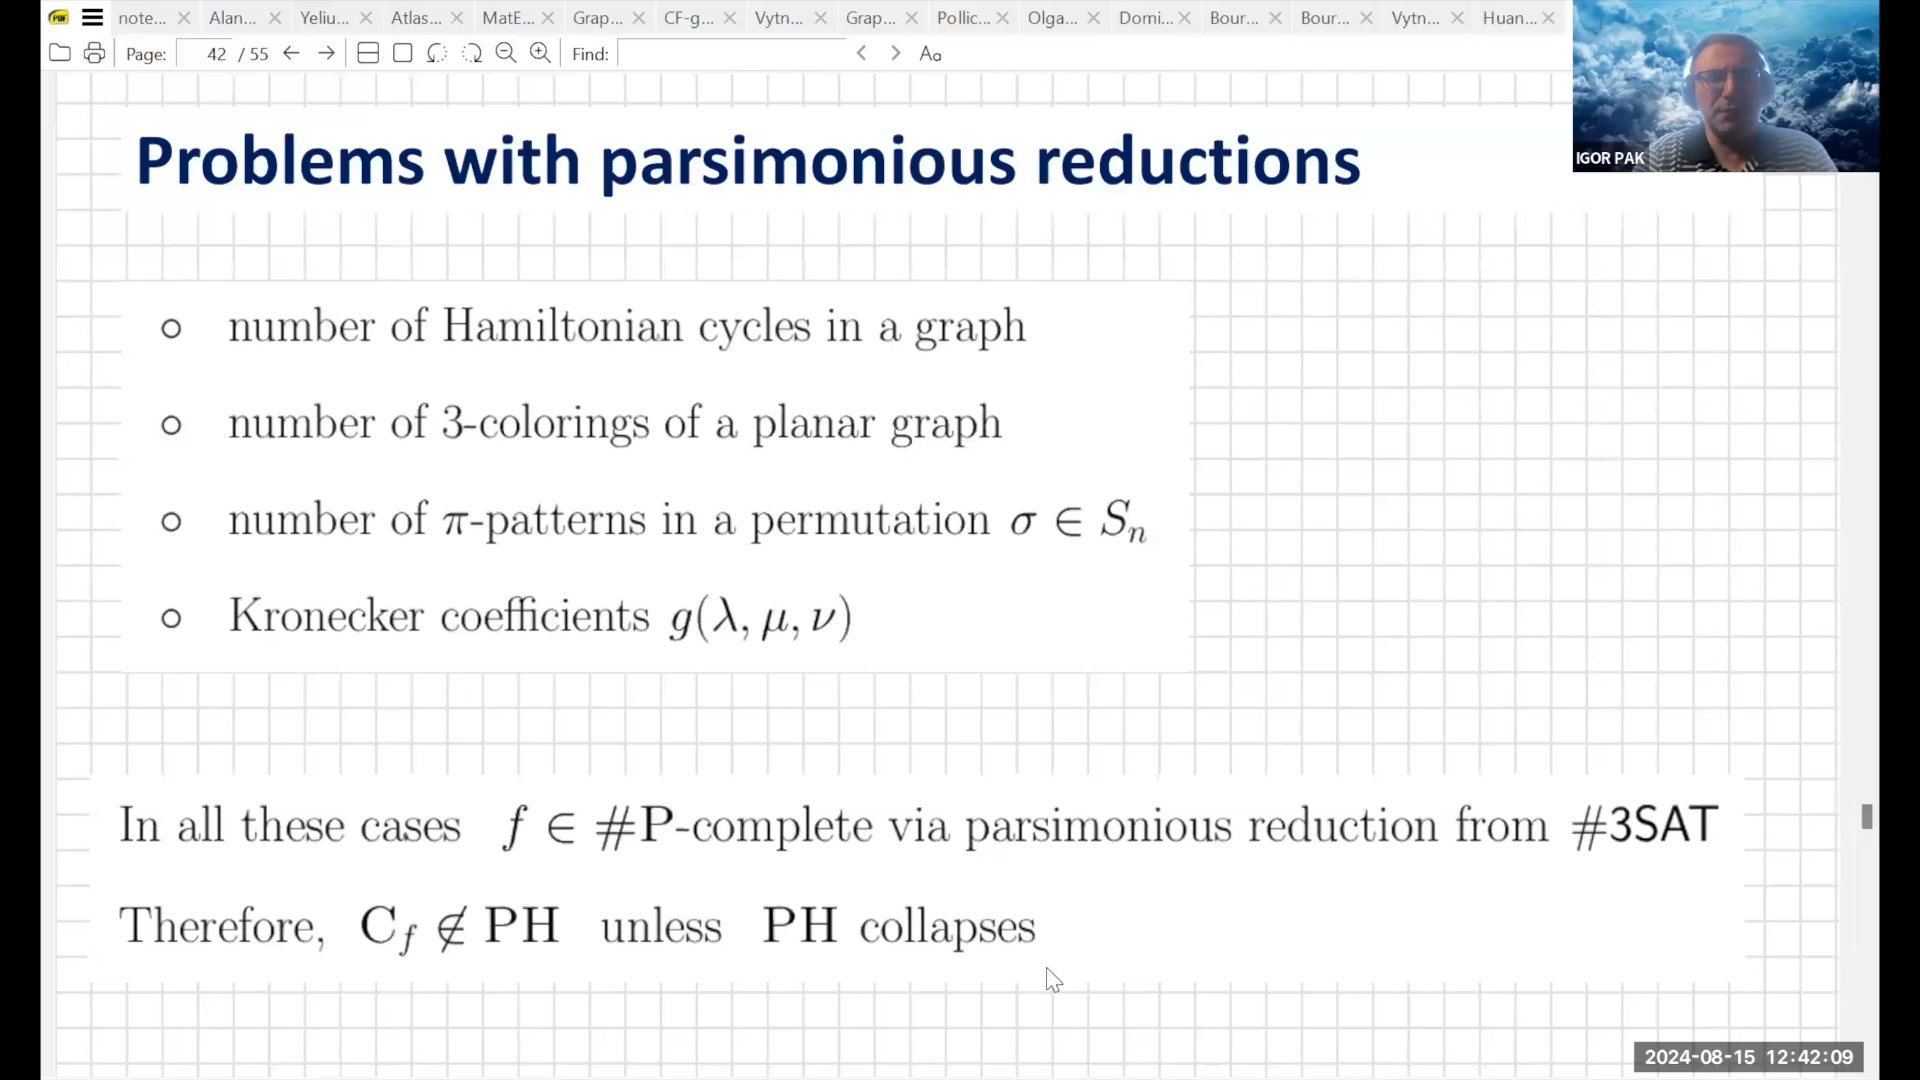 note... Alan... Yeliu... Atlas... MatE... Grap... CF-g... Vytn... Grap... Pollic... Olga... Domi... Bour... Bour... Vytn... Huan...
Page: 42 / 55 Find: Aa
IGOR PAK
Problems with parsimonious reductions
○ number of Hamiltonian cycles in a graph
○ number of 3-colorings of a planar graph
○ number of π-patterns in a permutation σ ∈ Sₙ
○ Kronecker coefficients g(λ, μ, ν)
In all these cases f ∈ #P-complete via parsimonious reduction from #3SAT
Therefore, C_f ∉ PH unless PH collapses
2024-08-15 12:42:09